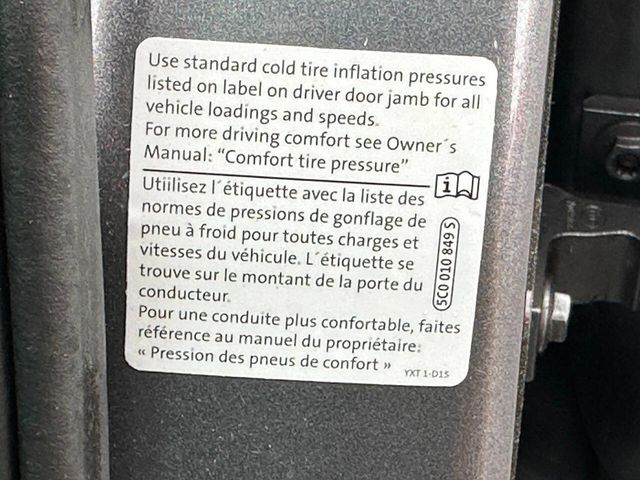 Use standard cold tire inflation pressures
listed on label on driver door jamb for all
vehicle loadings and speeds.
For more driving comfort see Owner´s
Manual: “Comfort tire pressure”
i
Utiilisez l´étiquette avec la liste des
normes de pressions de gonflage de
pneu à froid pour toutes charges et
vitesses du véhicule. L´étiquette se
trouve sur le montant de la porte du
conducteur.
Pour une conduite plus confortable, faites
référence au manuel du propriétaire:
« Pression des pneus de confort »
5C0 010 849 S
YXT 1-D15